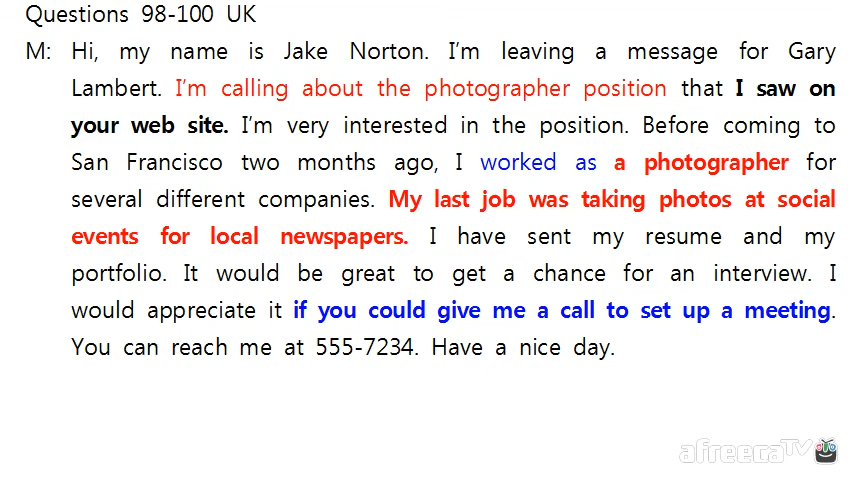 Questions 98-100 UK
M: Hi, my name is Jake Norton. I'm leaving a message for Gary
Lambert. I'm calling about the photographer position that I saw on
your web site. I'm very interested in the position. Before coming to
San Francisco two months ago, I worked as a photographer for
several different companies. My last job was taking photos at social
events for local newspapers. I have sent my resume and my
portfolio. It would be great to get a chance for an interview. I
would appreciate it if you could give me a call to set up a meeting.
You can reach me at 555-7234. Have a nice day.
afreecaTV